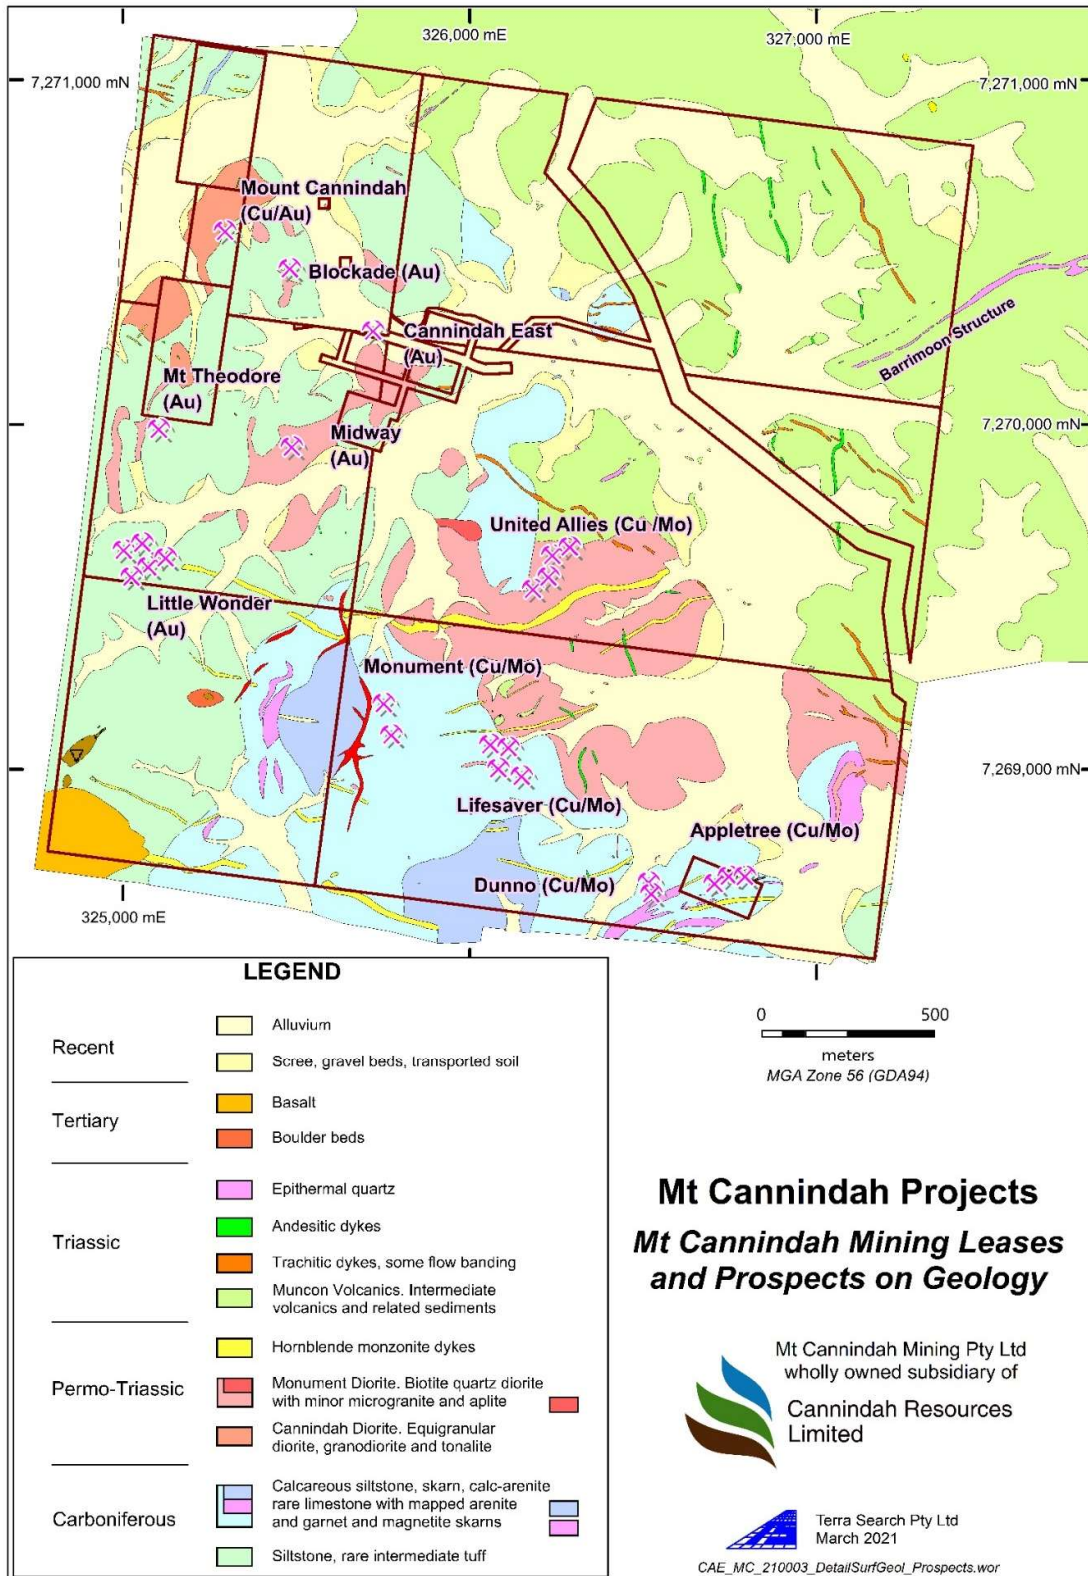 326,000 mE
327,000 mE
7,271,000 mN
7,271,000 mN
Mount Cannindah
(Cu/Au)
Blockade (Au)
Cannindah East
(Au)
Barrimoon Structure
Mt Theodore
(Au)
Midway
(Au)
7,270,000 mN
United Allies (Cu /Mo)
Little Wonder
(Au)
Monument (Cu/Mo)
7,269,000 mN
Lifesaver (Cu/Mo)
Appletree (Cu/Mo)
Dunno (Cu/Mo)
325,000 mE
LEGEND
Recent
Alluvium
Scree, gravel beds, transported soil
Tertiary
Basalt
Boulder beds
Triassic
Epithermal quartz
Andesitic dykes
Trachitic dykes, some flow banding
Muncon Volcanics. Intermediate
volcanics and related sediments
Permo-Triassic
Hornblende monzonite dykes
Monument Diorite. Biotite quartz diorite
with minor microgranite and aplite
Cannindah Diorite. Equigranular
diorite, granodiorite and tonalite
Carboniferous
Calcareous siltstone, skarn, calc-arenite
rare limestone with mapped arenite
and garnet and magnetite skarns
Siltstone, rare intermediate tuff
0 500
meters
MGA Zone 56 (GDA94)
Mt Cannindah Projects
Mt Cannindah Mining Leases
and Prospects on Geology
Mt Cannindah Mining Pty Ltd
wholly owned subsidiary of
Cannindah Resources
Limited
Terra Search Pty Ltd
March 2021
CAE_MC_210003_DetailSurfGeol_Prospects.wor